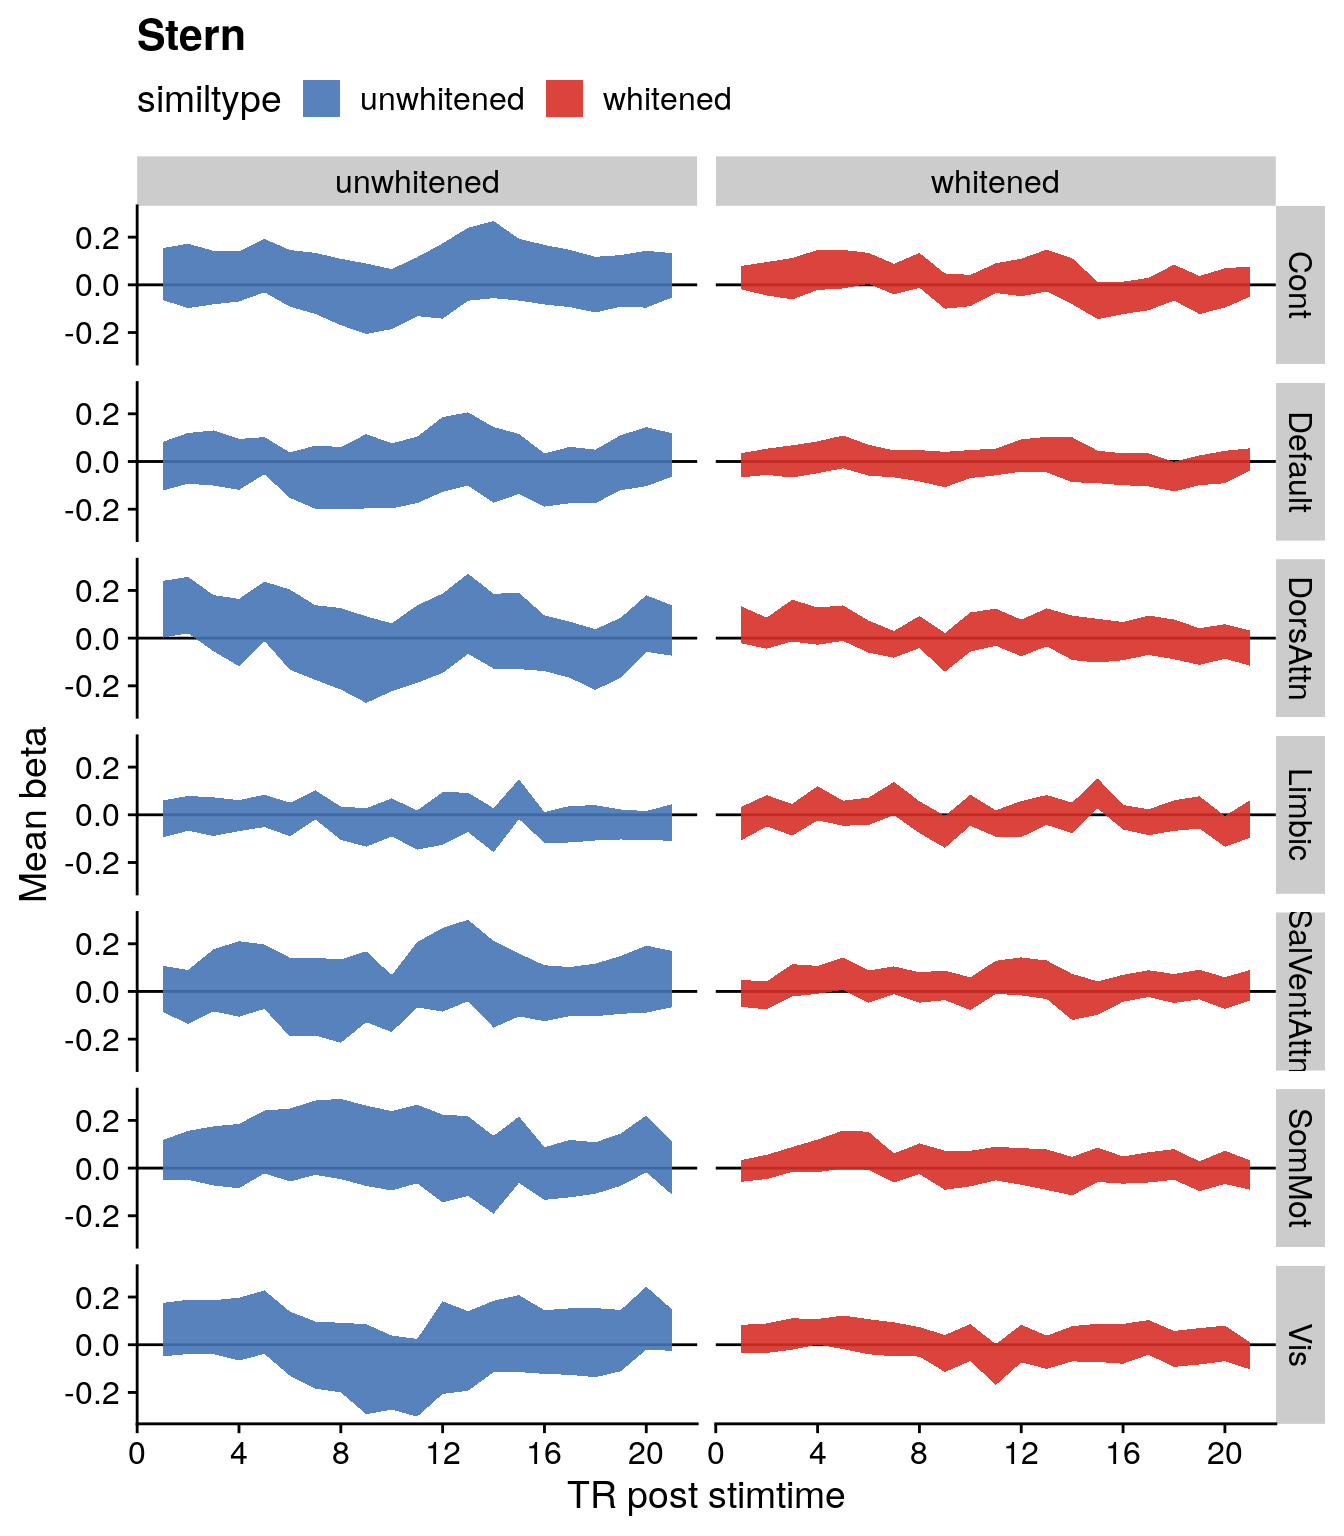 Stern
similtype unwhitened whitened
unwhitened whitened
0.2
0.0
-0.2
Cont
0.2
0.0
-0.2
Default
0.2
0.0
-0.2
DorsAttn
0.2
0.0
-0.2
Limbic
0.2
0.0
-0.2
SalVentAttn
0.2
0.0
-0.2
SomMot
0.2
0.0
-0.2
Vis
Mean beta
0 4 8 12 16 20 0 4 8 12 16 20
TR post stimtime